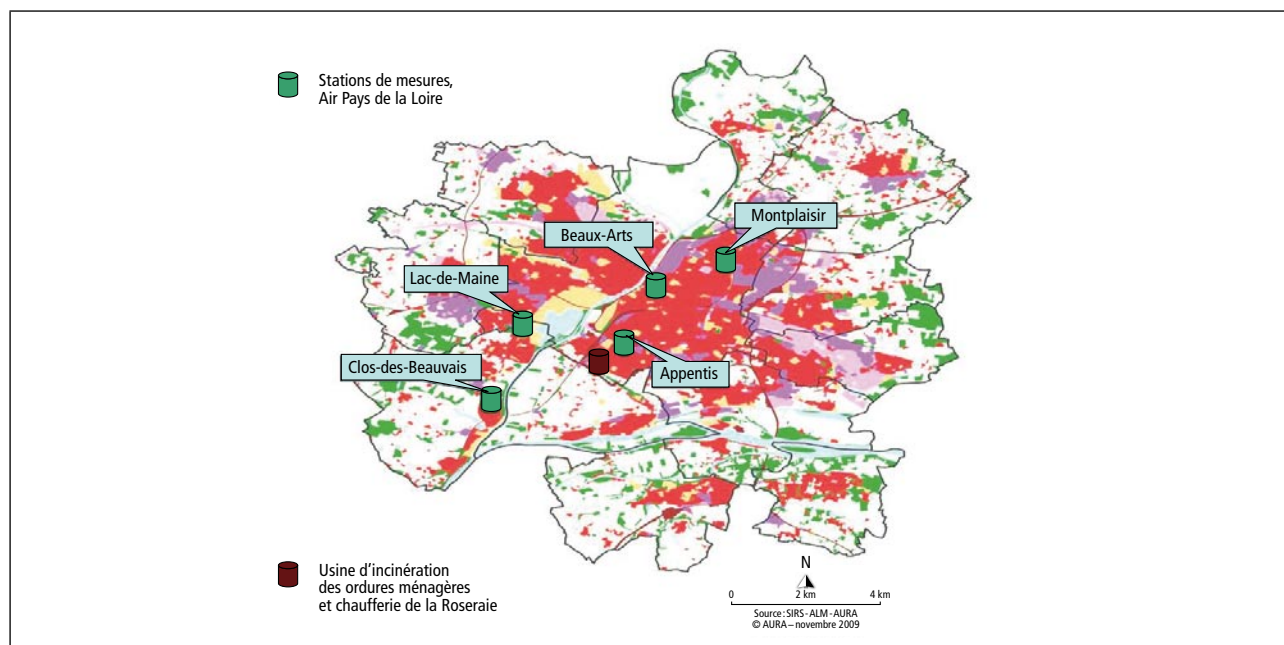 Stations de mesures,
Air Pays de la Loire
Montplaisir
Beaux-Arts
Lac-de-Maine
Clos-des-Beauvais
Appentis
Usine d'incinération
des ordures ménagères
et chaufferie de la Roseraie
N
0 2 km 4 km
Source : SIRS - ALM - AURA
© AURA – novembre 2009